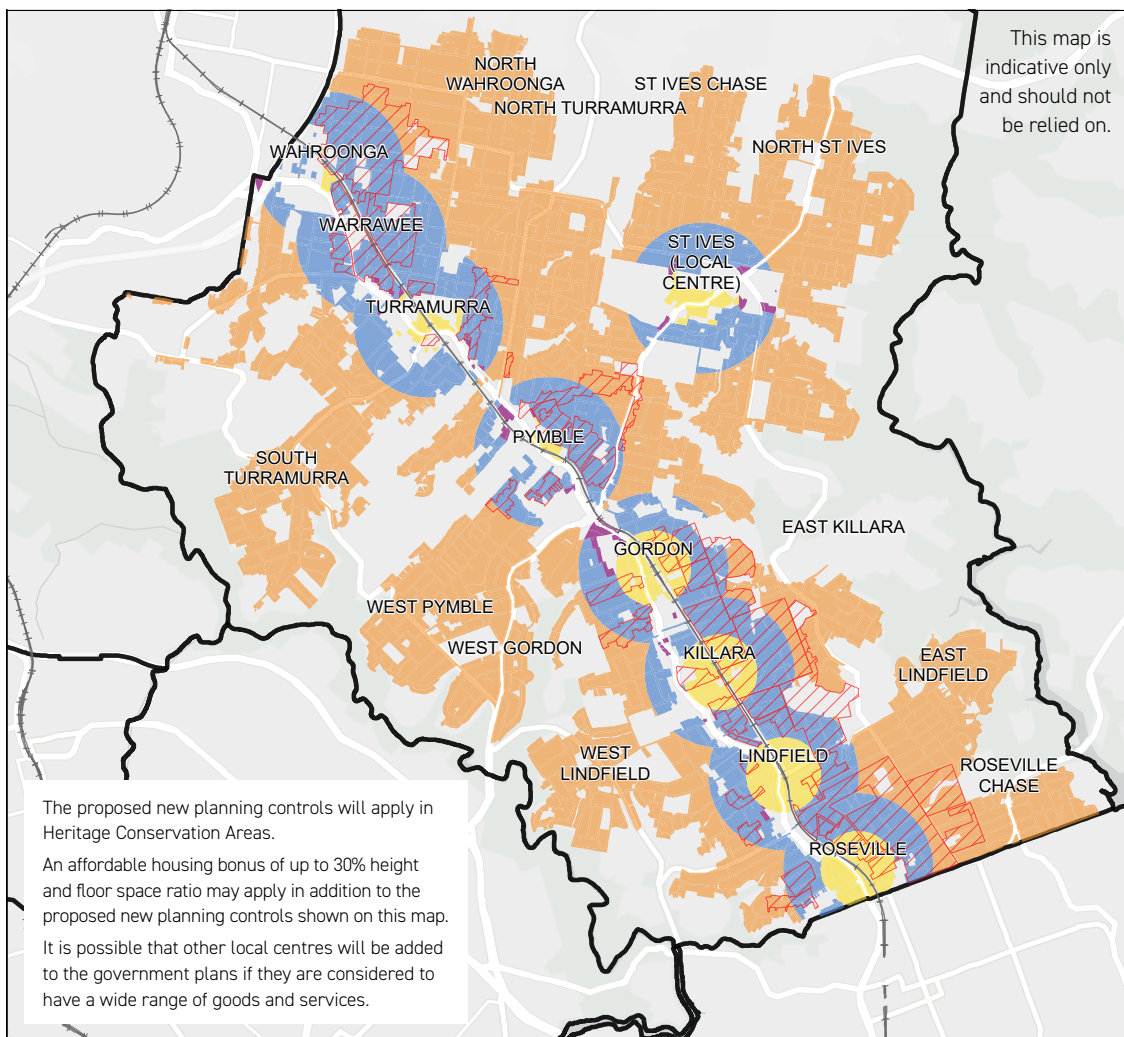 This map is
indicative only
and should not
be relied on.
NORTH
WAHROONGA
ST IVES CHASE
NORTH TURRAMURRA
WAHROONGA
NORTH ST IVES
WARRAWEE
ST IVES
(LOCAL
CENTRE)
TURRAMURRA
PYMBLE
SOUTH
TURRAMURRA
EAST KILLARA
GORDON
WEST PYMBLE
WEST GORDON
KILLARA
EAST
LINDFIELD
WEST
LINDFIELD
LINDFIELD
ROSEVILLE
CHASE
ROSEVILLE
The proposed new planning controls will apply in
Heritage Conservation Areas.
An affordable housing bonus of up to 30% height
and floor space ratio may apply in addition to the
proposed new planning controls shown on this map.
It is possible that other local centres will be added
to the government plans if they are considered to
have a wide range of goods and services.